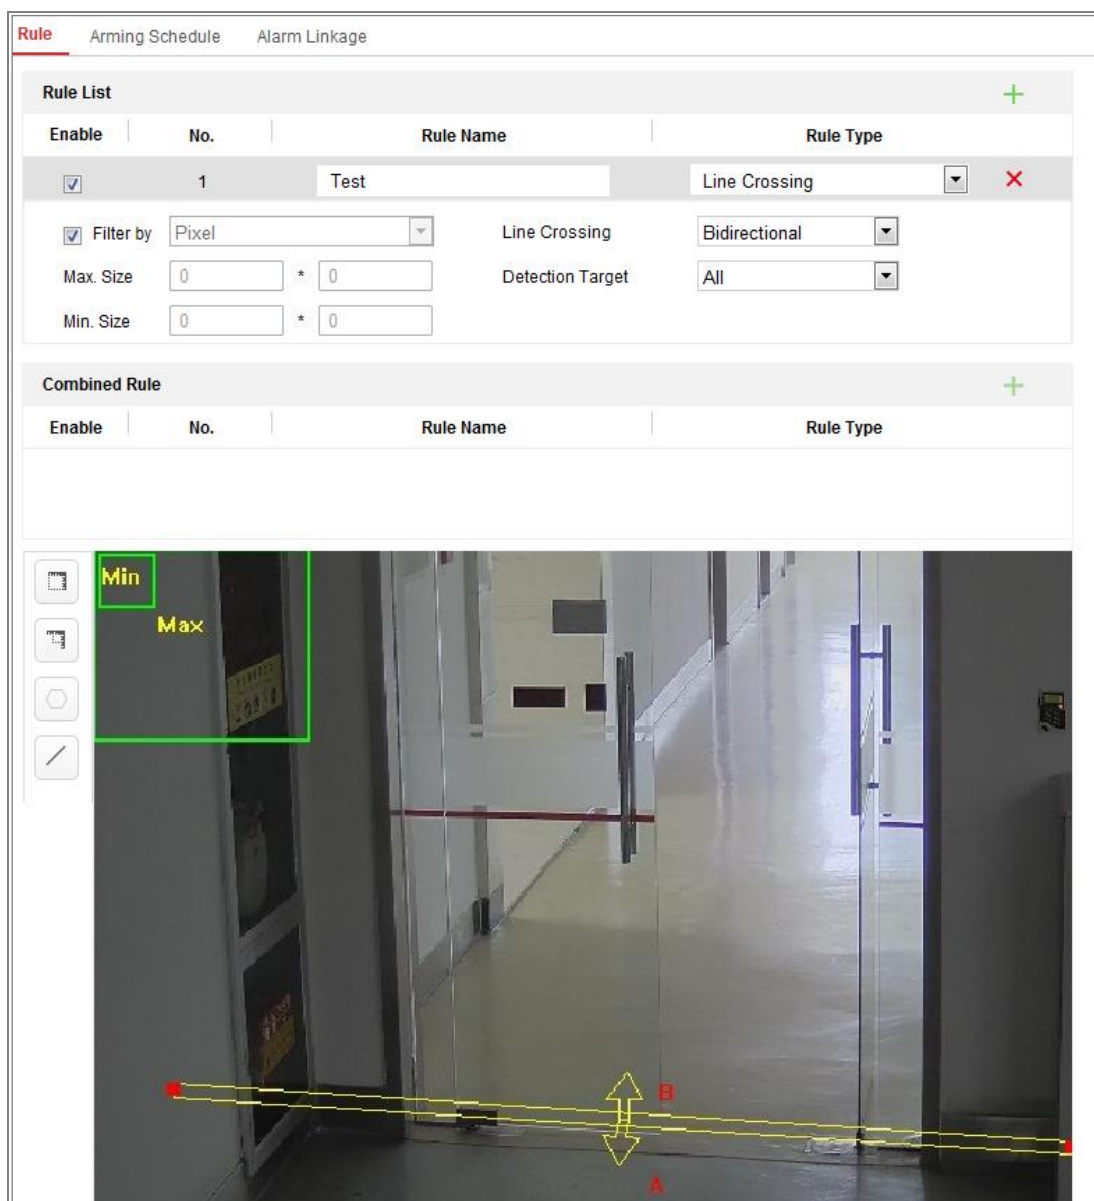 Rule Arming Schedule Alarm Linkage
Rule List
Enable No. Rule Name Rule Type
1 Test Line Crossing
Filter by Pixel Line Crossing Bidirectional
Max. Size 0 * 0 Detection Target All
Min. Size 0 * 0
Combined Rule
Enable No. Rule Name Rule Type
Min
Max
B
A